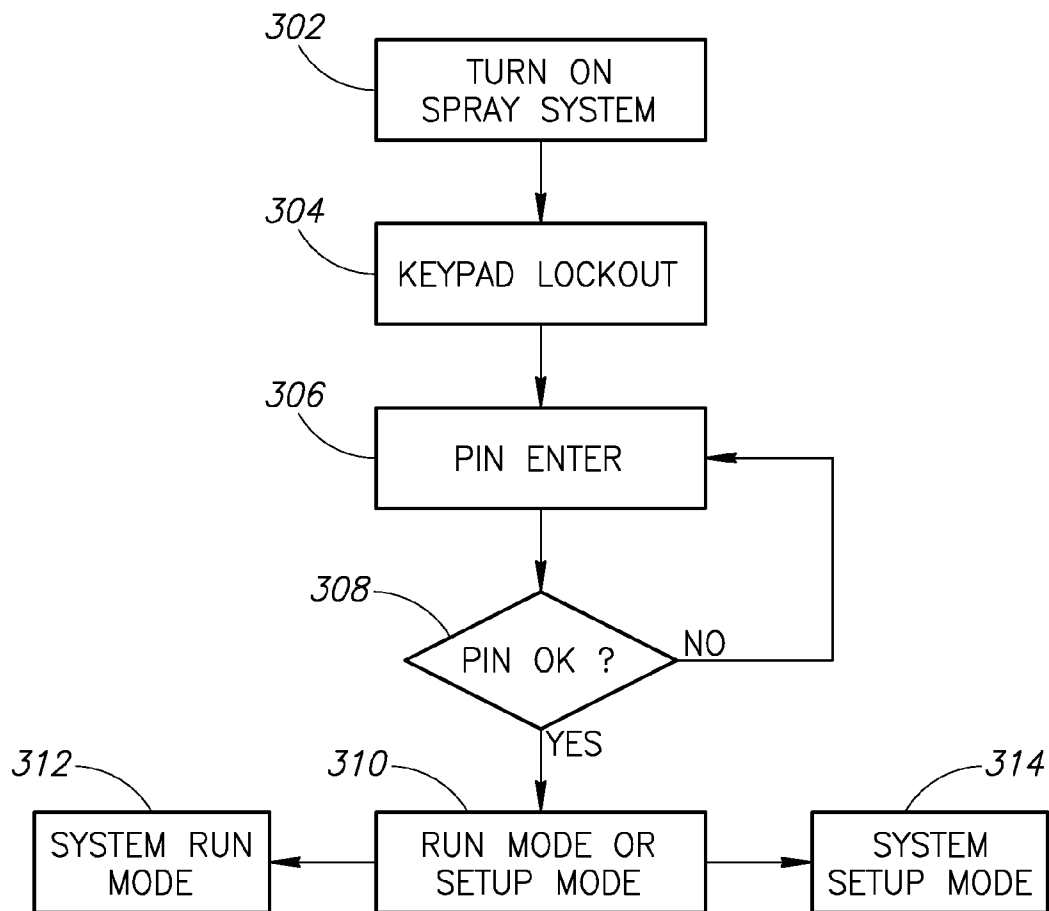 302
TURN ON
SPRAY SYSTEM
304
KEYPAD LOCKOUT
306
PIN ENTER
308
PIN OK ?
NO
YES
312
SYSTEM RUN
MODE
310
RUN MODE OR
SETUP MODE
314
SYSTEM
SETUP MODE